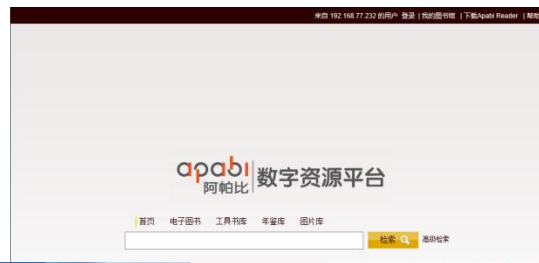 来自 192.168.77.232 的用户 登录 | 我的图书馆 | 下载Apabi Reader | 帮助
apabi
阿帕比
数字资源平台
首页 电子图书 工具书库 年鉴库 图片库
检索 高级检索